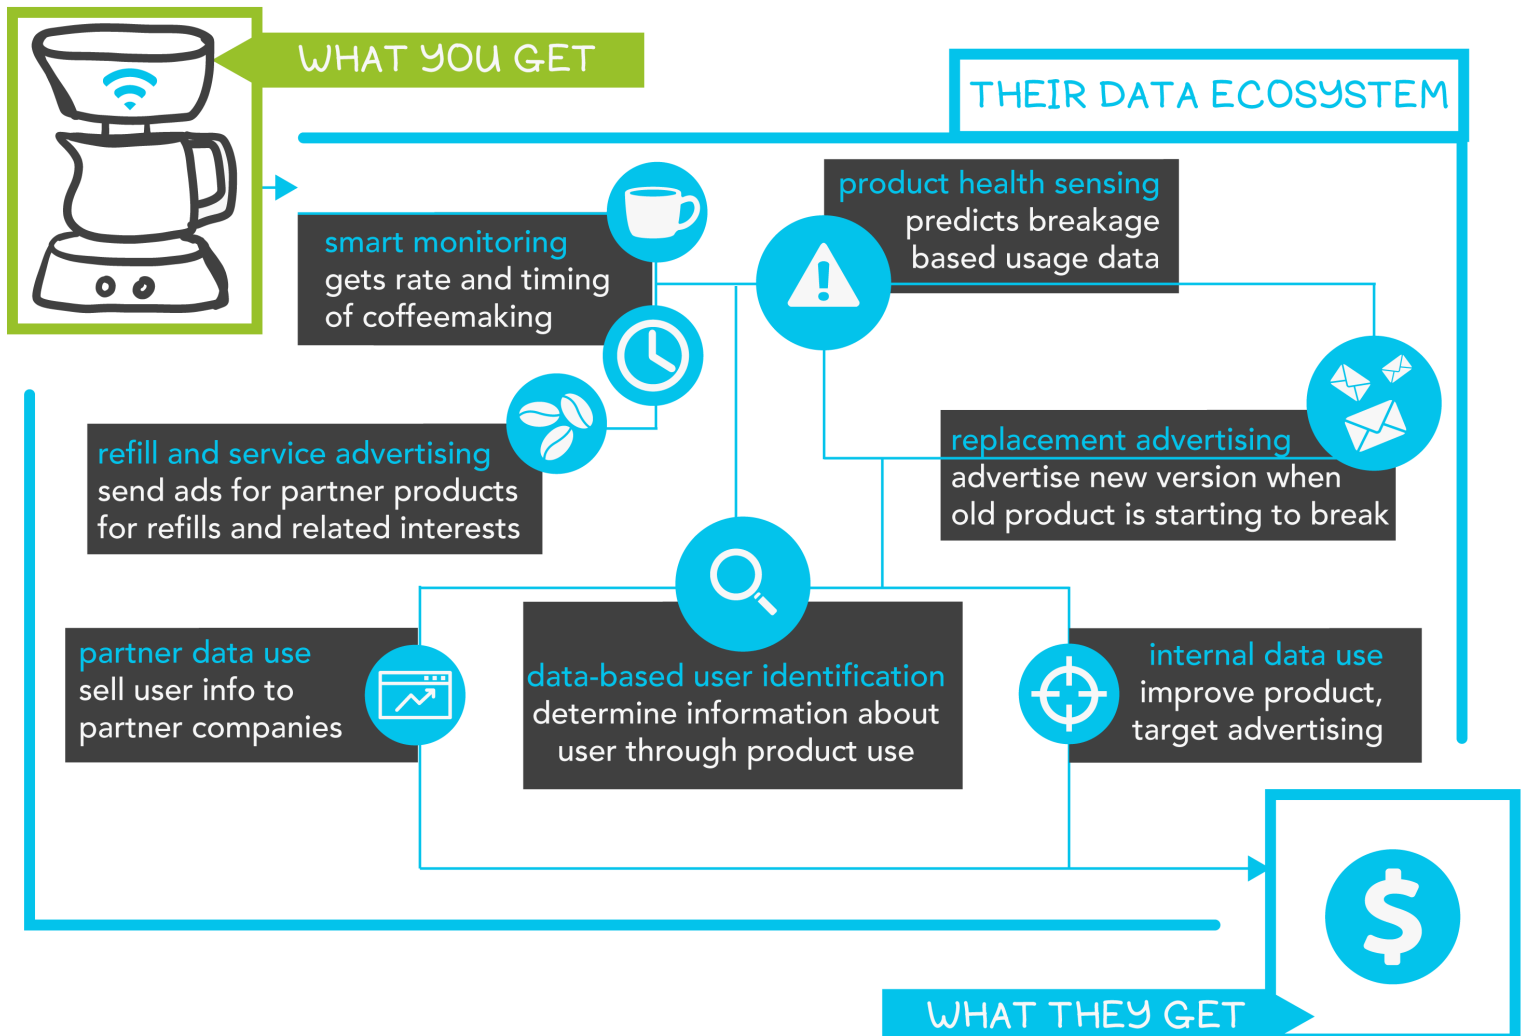 WHAT YOU GET
THEIR DATA ECOSYSTEM
product health sensing
predicts breakage
based usage data
smart monitoring
gets rate and timing
of coffeemaking
refill and service advertising
send ads for partner products
for refills and related interests
replacement advertising
advertise new version when
old product is starting to break
partner data use
sell user info to
partner companies
data-based user identification
determine information about
user through product use
internal data use
improve product,
target advertising
$
WHAT THEY GET